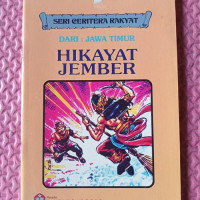 SERI CERITERA RAKYAT
DARI : JAWA TIMUR
HIKAYAT
JEMBER